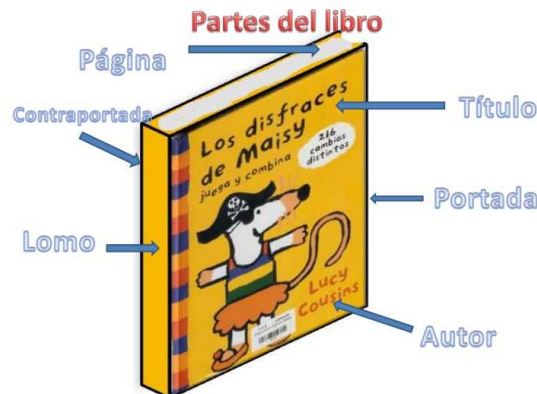 Partes del libro
Página
Contraportada
Título
Los disfraces
de Maisy
juega y combina
216
cambios
distintos
Lomo
Portada
Lucy
Cousins
Autor